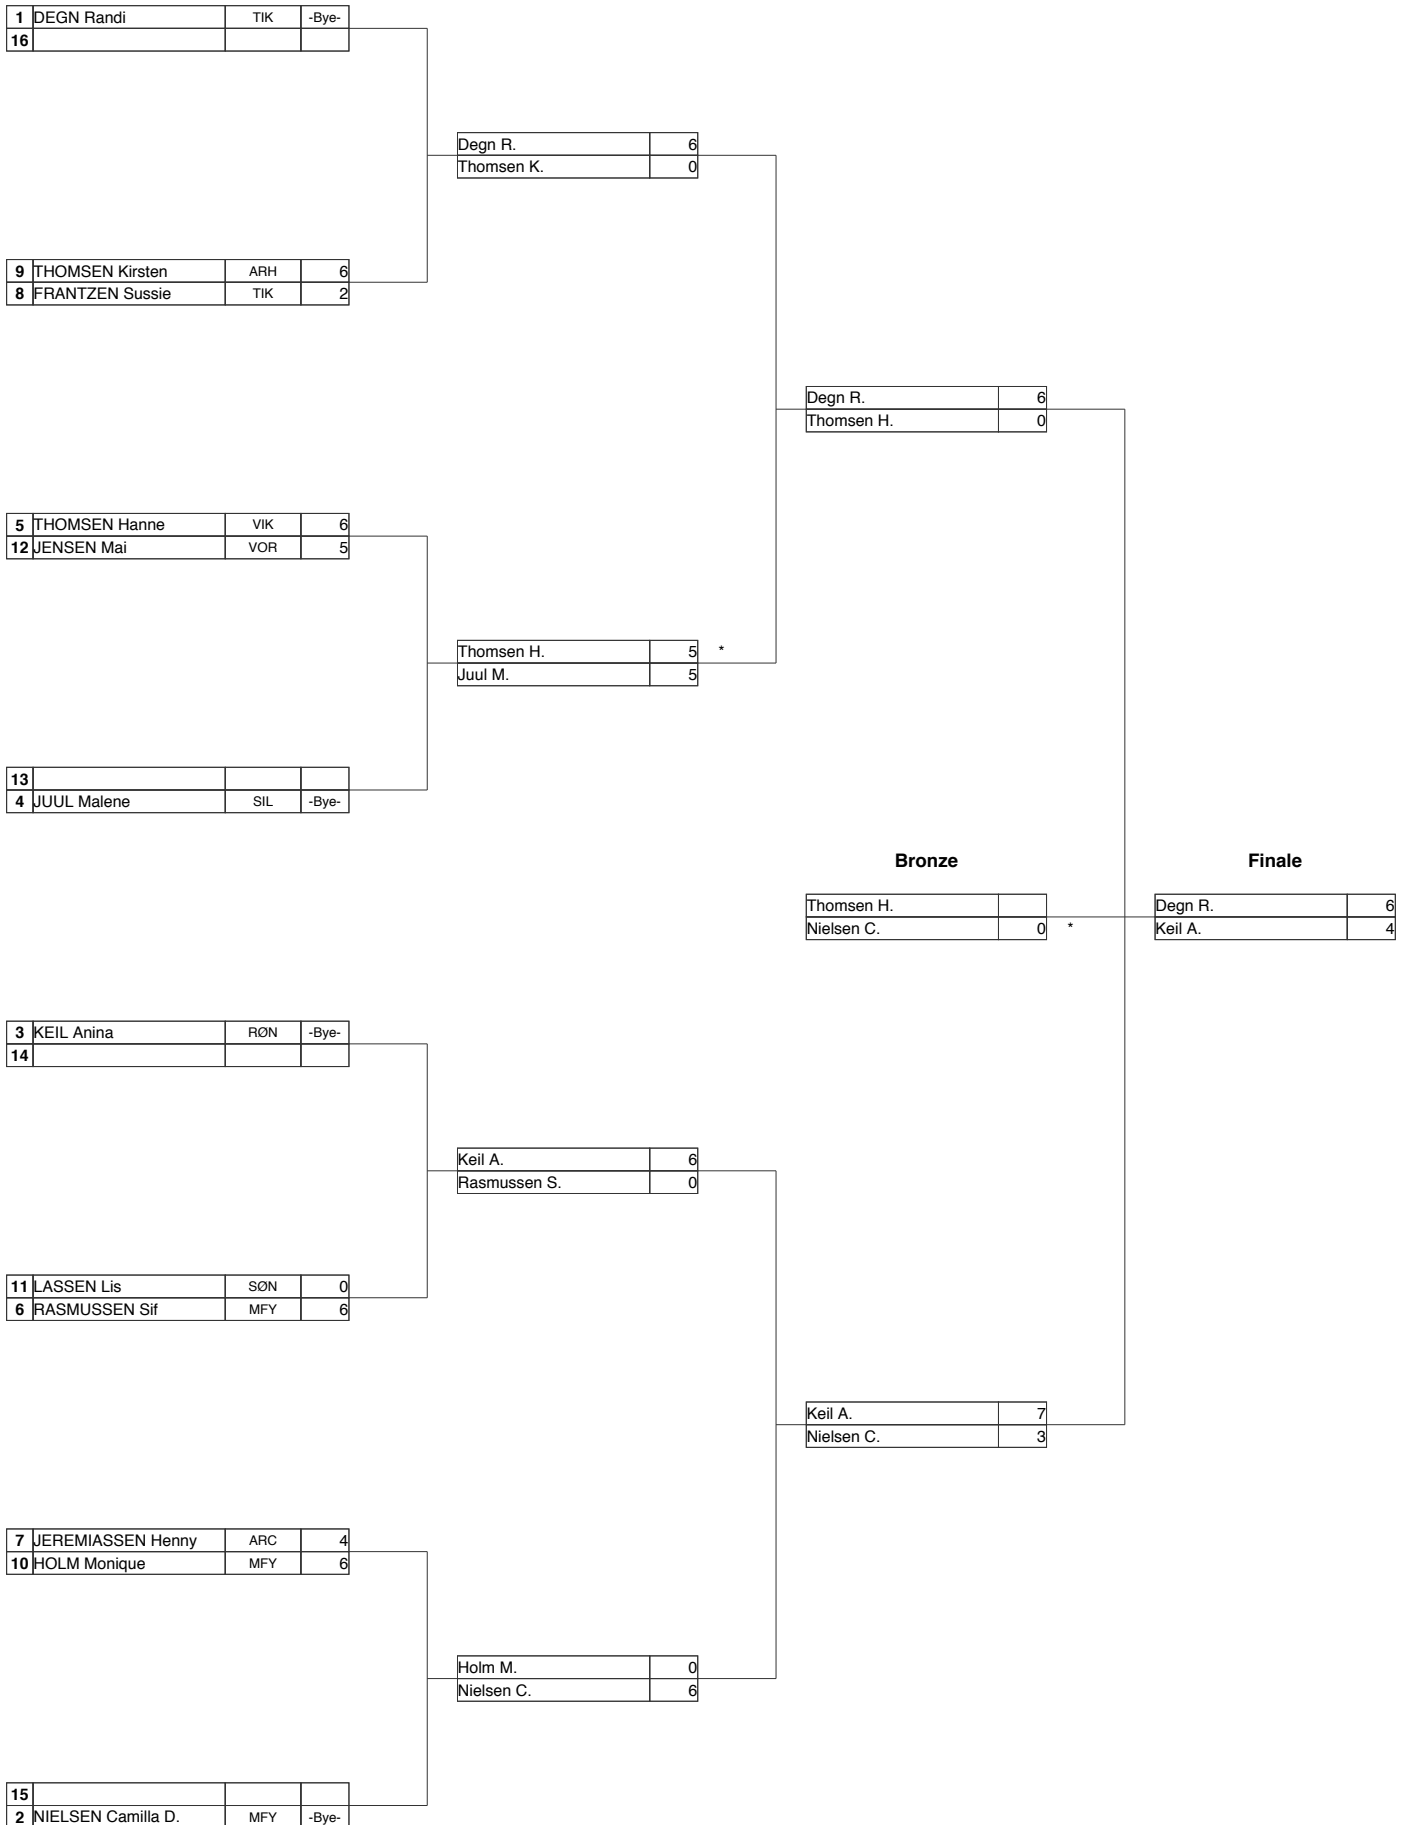 1 DEGN Randi TIK -Bye-
16
Degn R. 6
Thomsen K. 0
9 THOMSEN Kirsten ARH 6
8 FRANTZEN Sussie TIK 2
Degn R. 6
Thomsen H. 0
5 THOMSEN Hanne VIK 6
12 JENSEN Mai VOR 5
Thomsen H. 5 *
Juul M. 5
13
4 JUUL Malene SIL -Bye-
Bronze Finale
Thomsen H. Degn R. 6
Nielsen C. 0 * Keil A. 4
3 KEIL Anina RØN -Bye-
14
Keil A. 6
Rasmussen S. 0
11 LASSEN Lis SØN 0
6 RASMUSSEN Sif MFY 6
Keil A. 7
Nielsen C. 3
7 JEREMIASSEN Henny ARC 4
10 HOLM Monique MFY 6
Holm M. 0
Nielsen C. 6
15
2 NIELSEN Camilla D. MFY -Bye-